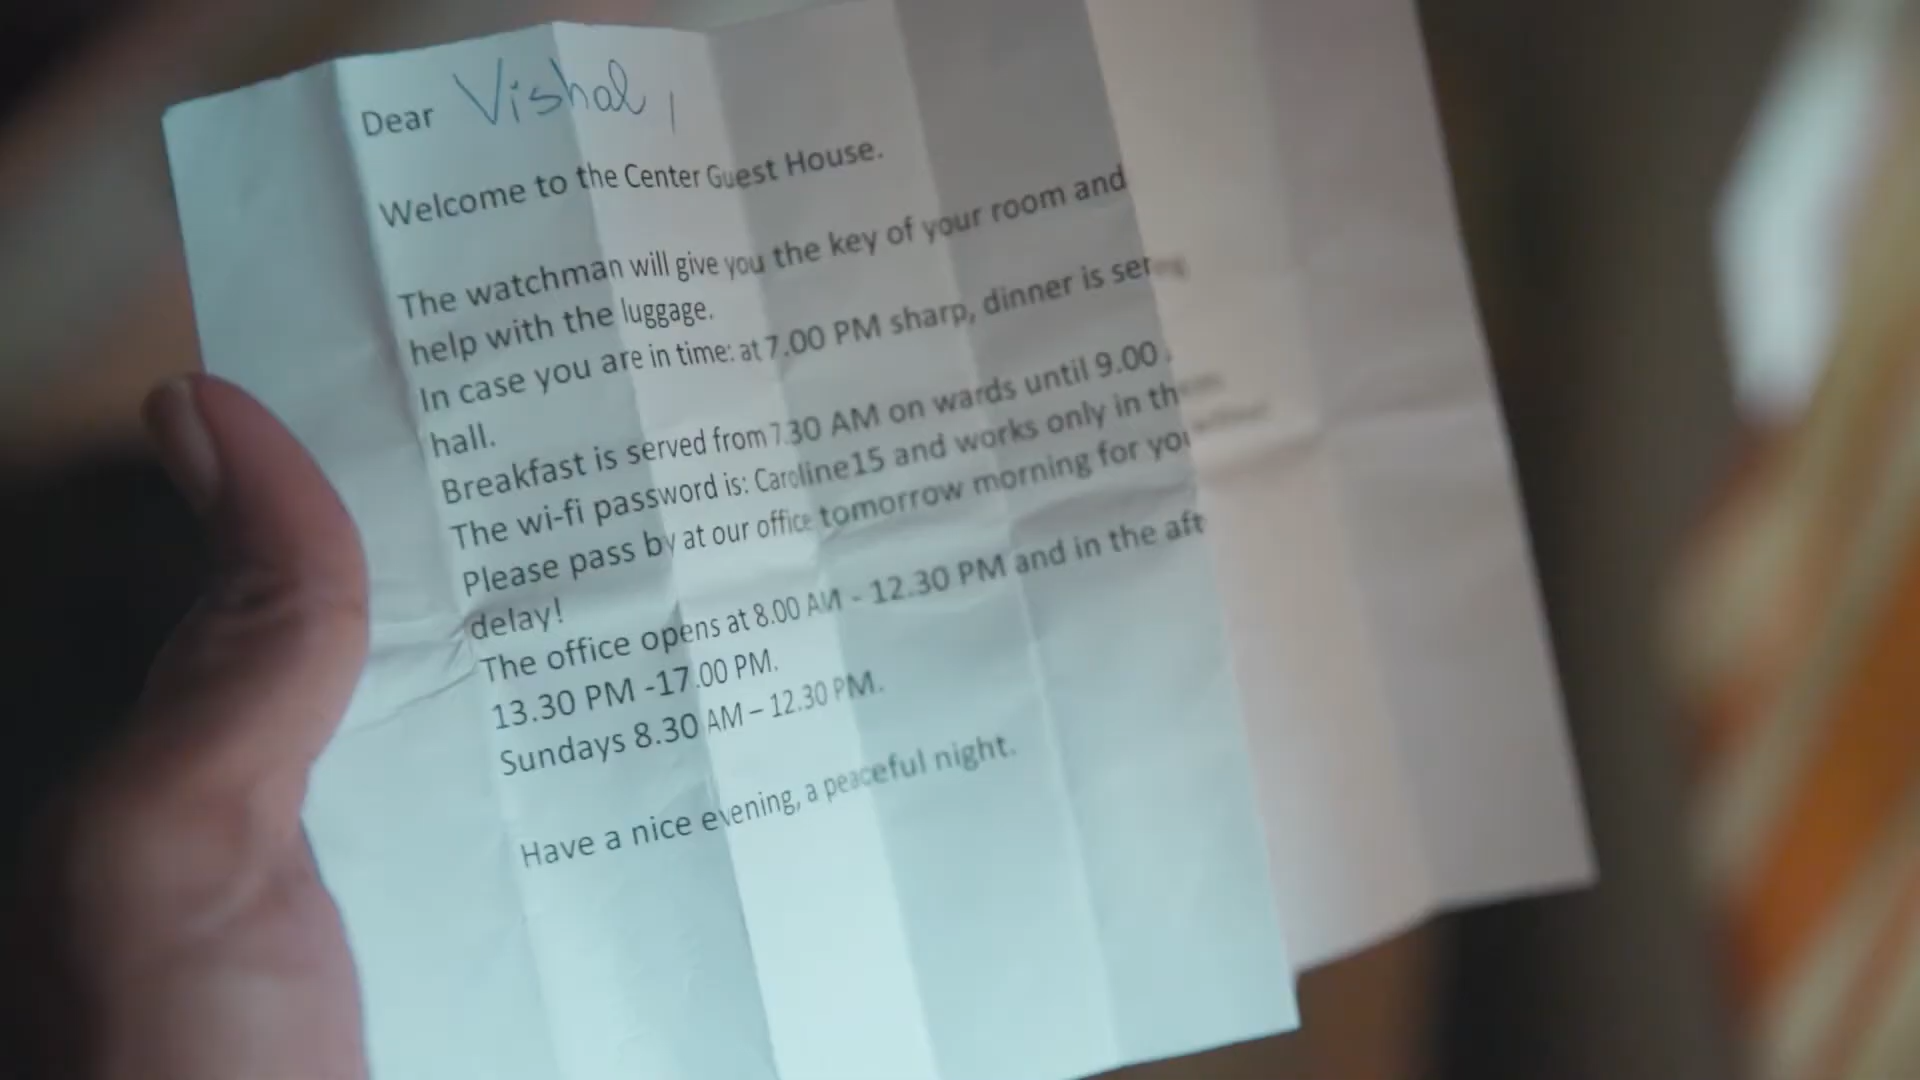 Dear Vishal,
Welcome to the Center Guest House.
The watchman will give you the key of your room and
help with the luggage.
In case you are in time: at 7.00 PM sharp, dinner is
hall.
Breakfast is served from 7.30 AM on wards until 9.00
The wi-fi password is: Caroline15 and works only in
Please pass by at our office tomorrow morning for
delay!
The office opens at 8.00 AM - 12.30 PM and in the
13.30 PM -17.00 PM.
Sundays 8.30 AM – 12.30 PM.
Have a nice evening, a peaceful night.